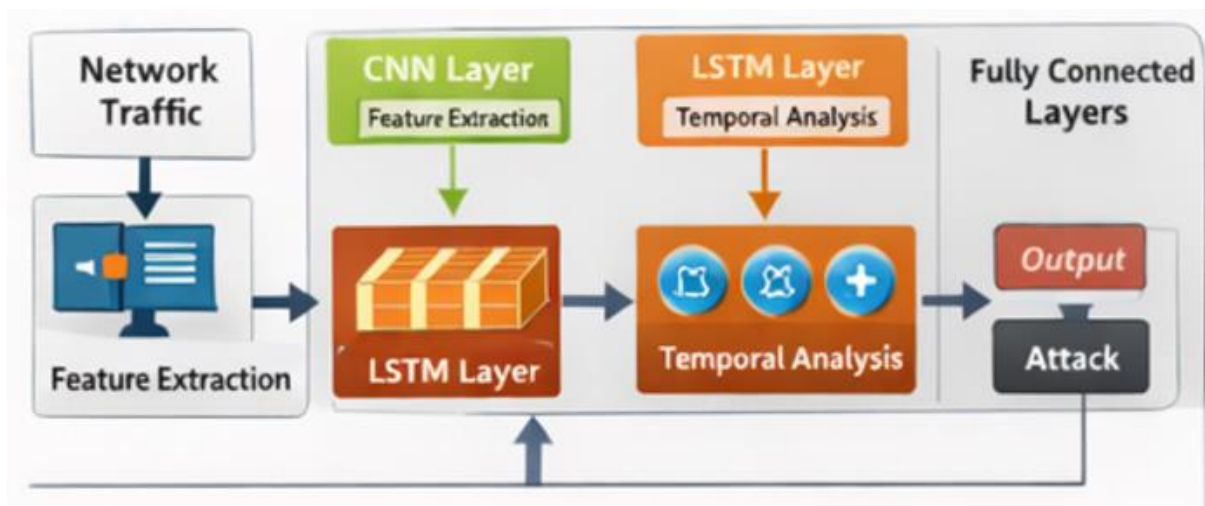 Network
Traffic
Feature Extraction
CNN Layer
Feature Extraction
LSTM Layer
LSTM Layer
Temporal Analysis
Temporal Analysis
Fully Connected
Layers
Output
Attack